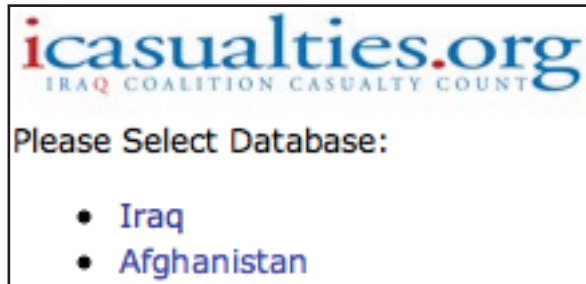 icasualties.org
IRAQ COALITION CASUALTY COUNT
Please Select Database:
• Iraq
• Afghanistan